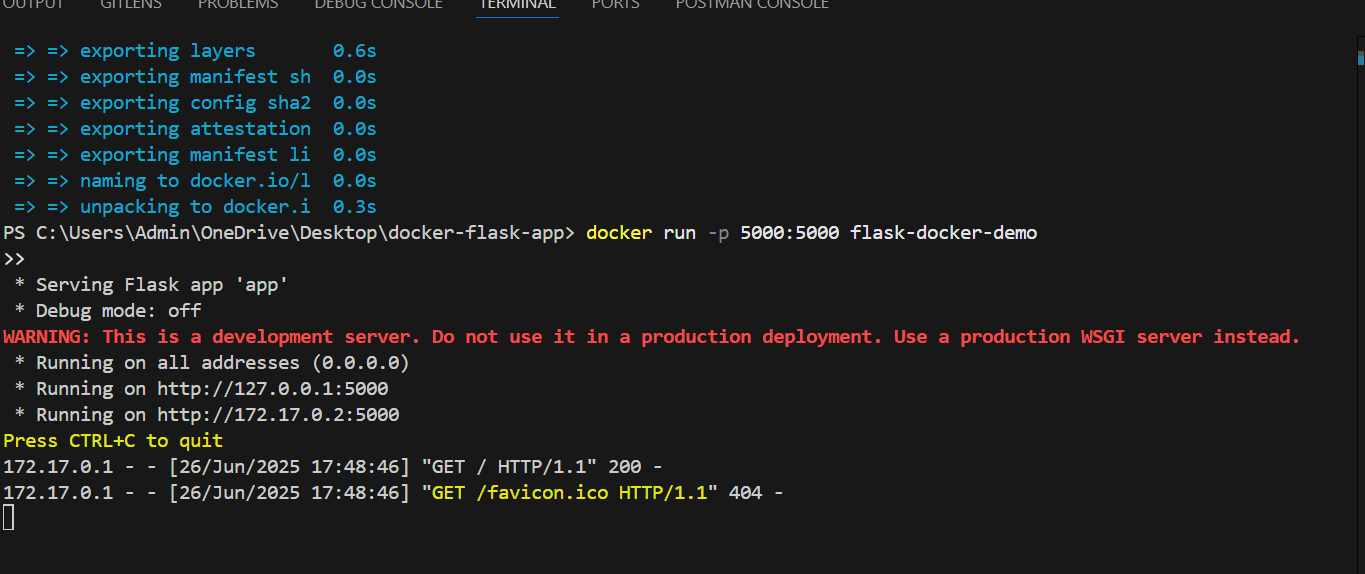 OUTPUT GITLENS PROBLEMS DEBUG CONSOLE TERMINAL PORTS POSTMAN CONSOLE
=> => exporting layers 0.6s
=> => exporting manifest sh 0.0s
=> => exporting config sha2 0.0s
=> => exporting attestation 0.0s
=> => exporting manifest li 0.0s
=> => naming to docker.io/l 0.0s
=> => unpacking to docker.i 0.3s
PS C:\Users\Admin\OneDrive\Desktop\docker-flask-app> docker run -p 5000:5000 flask-docker-demo
>>
* Serving Flask app 'app'
* Debug mode: off
WARNING: This is a development server. Do not use it in a production deployment. Use a production WSGI server instead.
* Running on all addresses (0.0.0.0)
* Running on http://127.0.0.1:5000
* Running on http://172.17.0.2:5000
Press CTRL+C to quit
172.17.0.1 - - [26/Jun/2025 17:48:46] "GET / HTTP/1.1" 200 -
172.17.0.1 - - [26/Jun/2025 17:48:46] "GET /favicon.ico HTTP/1.1" 404 -